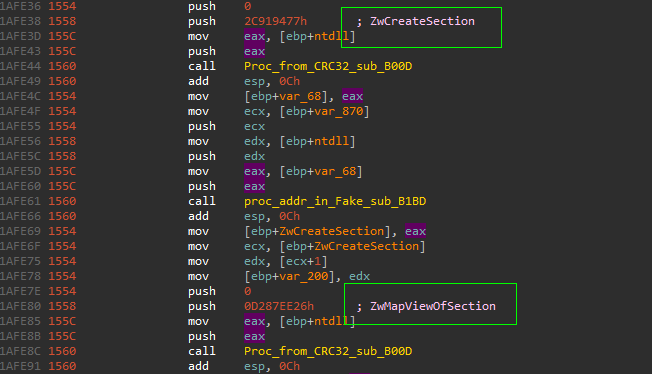 1AFE36 1554 push 0
1AFE38 1558 push 2C919477h ; ZwCreateSection
1AFE3D 155C mov eax, [ebp+ntdll]
1AFE43 155C push eax
1AFE44 1560 call Proc_from_CRC32_sub_B00D
1AFE49 1560 add esp, 0Ch
1AFE4C 1554 mov [ebp+var_68], eax
1AFE4F 1554 mov ecx, [ebp+var_870]
1AFE55 1554 push ecx
1AFE56 1558 mov edx, [ebp+ntdll]
1AFE5C 1558 push edx
1AFE5D 155C mov eax, [ebp+var_68]
1AFE60 155C push eax
1AFE61 1560 call proc_addr_in_Fake_sub_B1BD
1AFE66 1560 add esp, 0Ch
1AFE69 1554 mov [ebp+ZwCreateSection], eax
1AFE6F 1554 mov ecx, [ebp+ZwCreateSection]
1AFE75 1554 mov edx, [ecx+1]
1AFE78 1554 mov [ebp+var_200], edx
1AFE7E 1554 push 0
1AFE80 1558 push 0D287EE26h ; ZwMapViewOfSection
1AFE85 155C mov eax, [ebp+ntdll]
1AFE8B 155C push eax
1AFE8C 1560 call Proc_from_CRC32_sub_B00D
1AFE91 1560 add esp, 0Ch